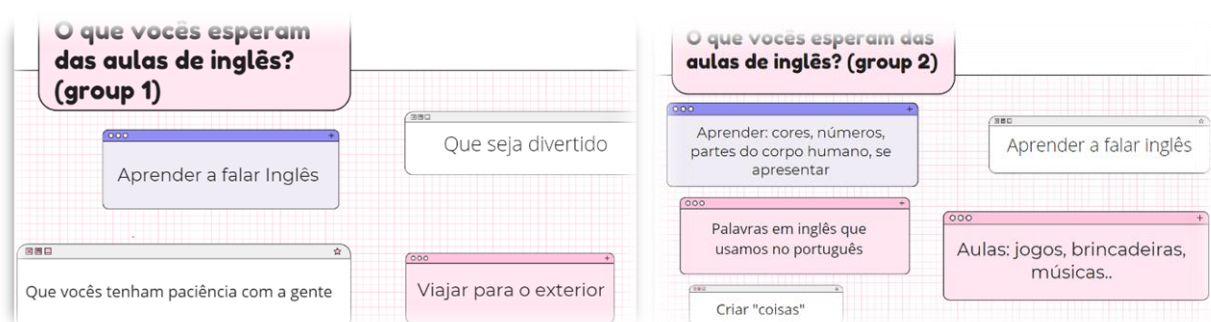 O que vocês esperam
das aulas de inglês?
(group 1)
Aprender a falar Inglês
Que seja divertido
Que vocês tenham paciência com a gente
Viajar para o exterior
O que vocês esperam das
aulas de inglês? (group 2)
Aprender: cores, números,
partes do corpo humano, se
apresentar
Aprender a falar inglês
Palavras em inglês que
usamos no português
Aulas: jogos, brincadeiras,
músicas..
Criar "coisas"